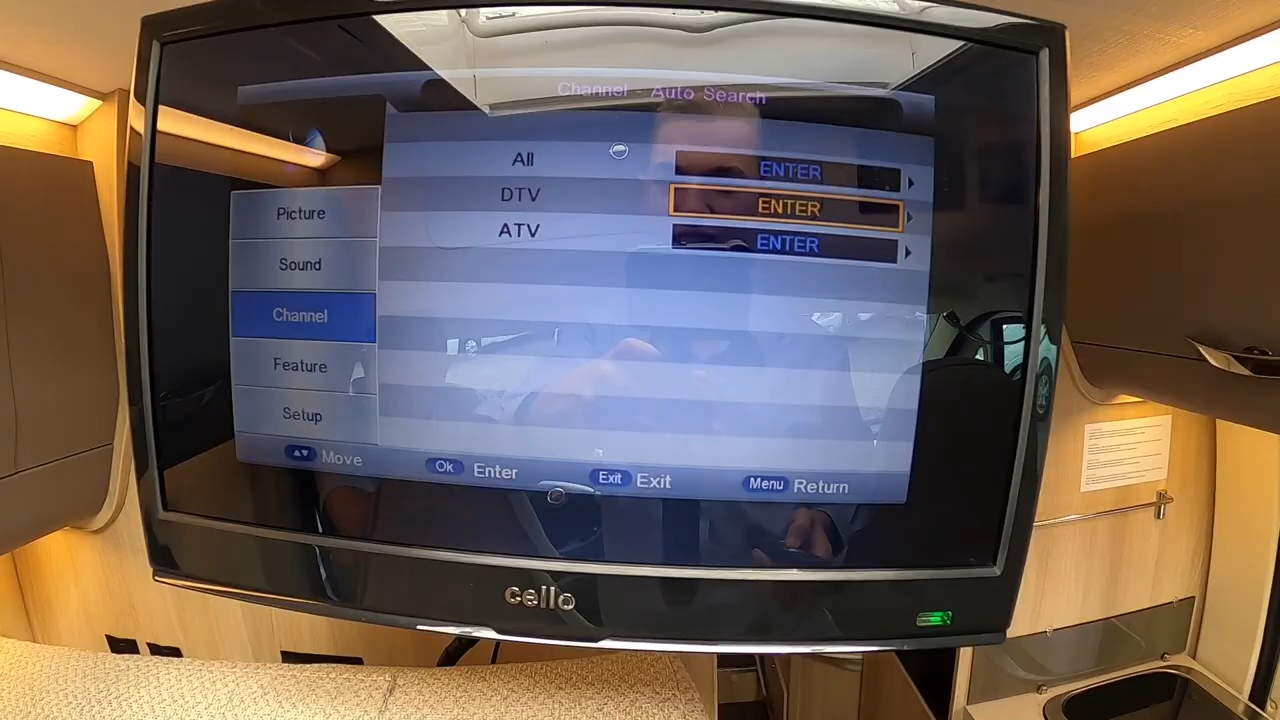 Channel - Auto Search
All ENTER
DTV ENTER
ATV ENTER
Picture
Sound
Channel
Feature
Setup
Move Ok Enter Exit Exit Menu Return
cello